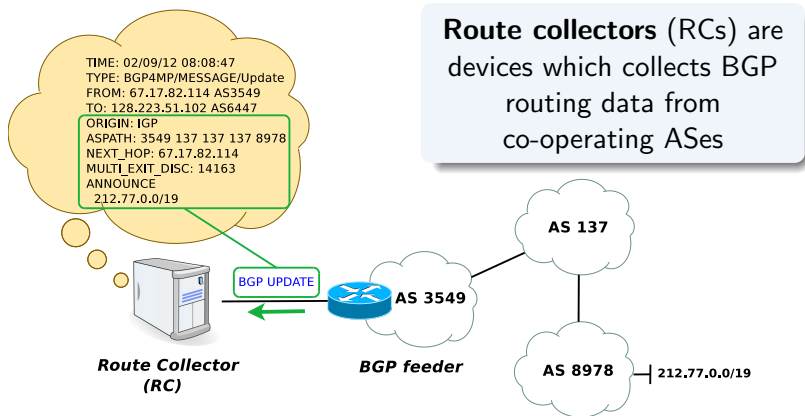 Route collectors (RCs) are
devices which collects BGP
routing data from
co-operating ASes
TIME: 02/09/12 08:08:47
TYPE: BGP4MP/MESSAGE/Update
FROM: 67.17.82.114 AS3549
TO: 128.223.51.102 AS6447
ORIGIN: IGP
ASPATH: 3549 137 137 137 8978
NEXT_HOP: 67.17.82.114
MULTI_EXIT_DISC: 14163
ANNOUNCE
212.77.0.0/19
AS 137
BGP UPDATE
AS 3549
Route Collector
(RC)
BGP feeder
AS 8978
212.77.0.0/19